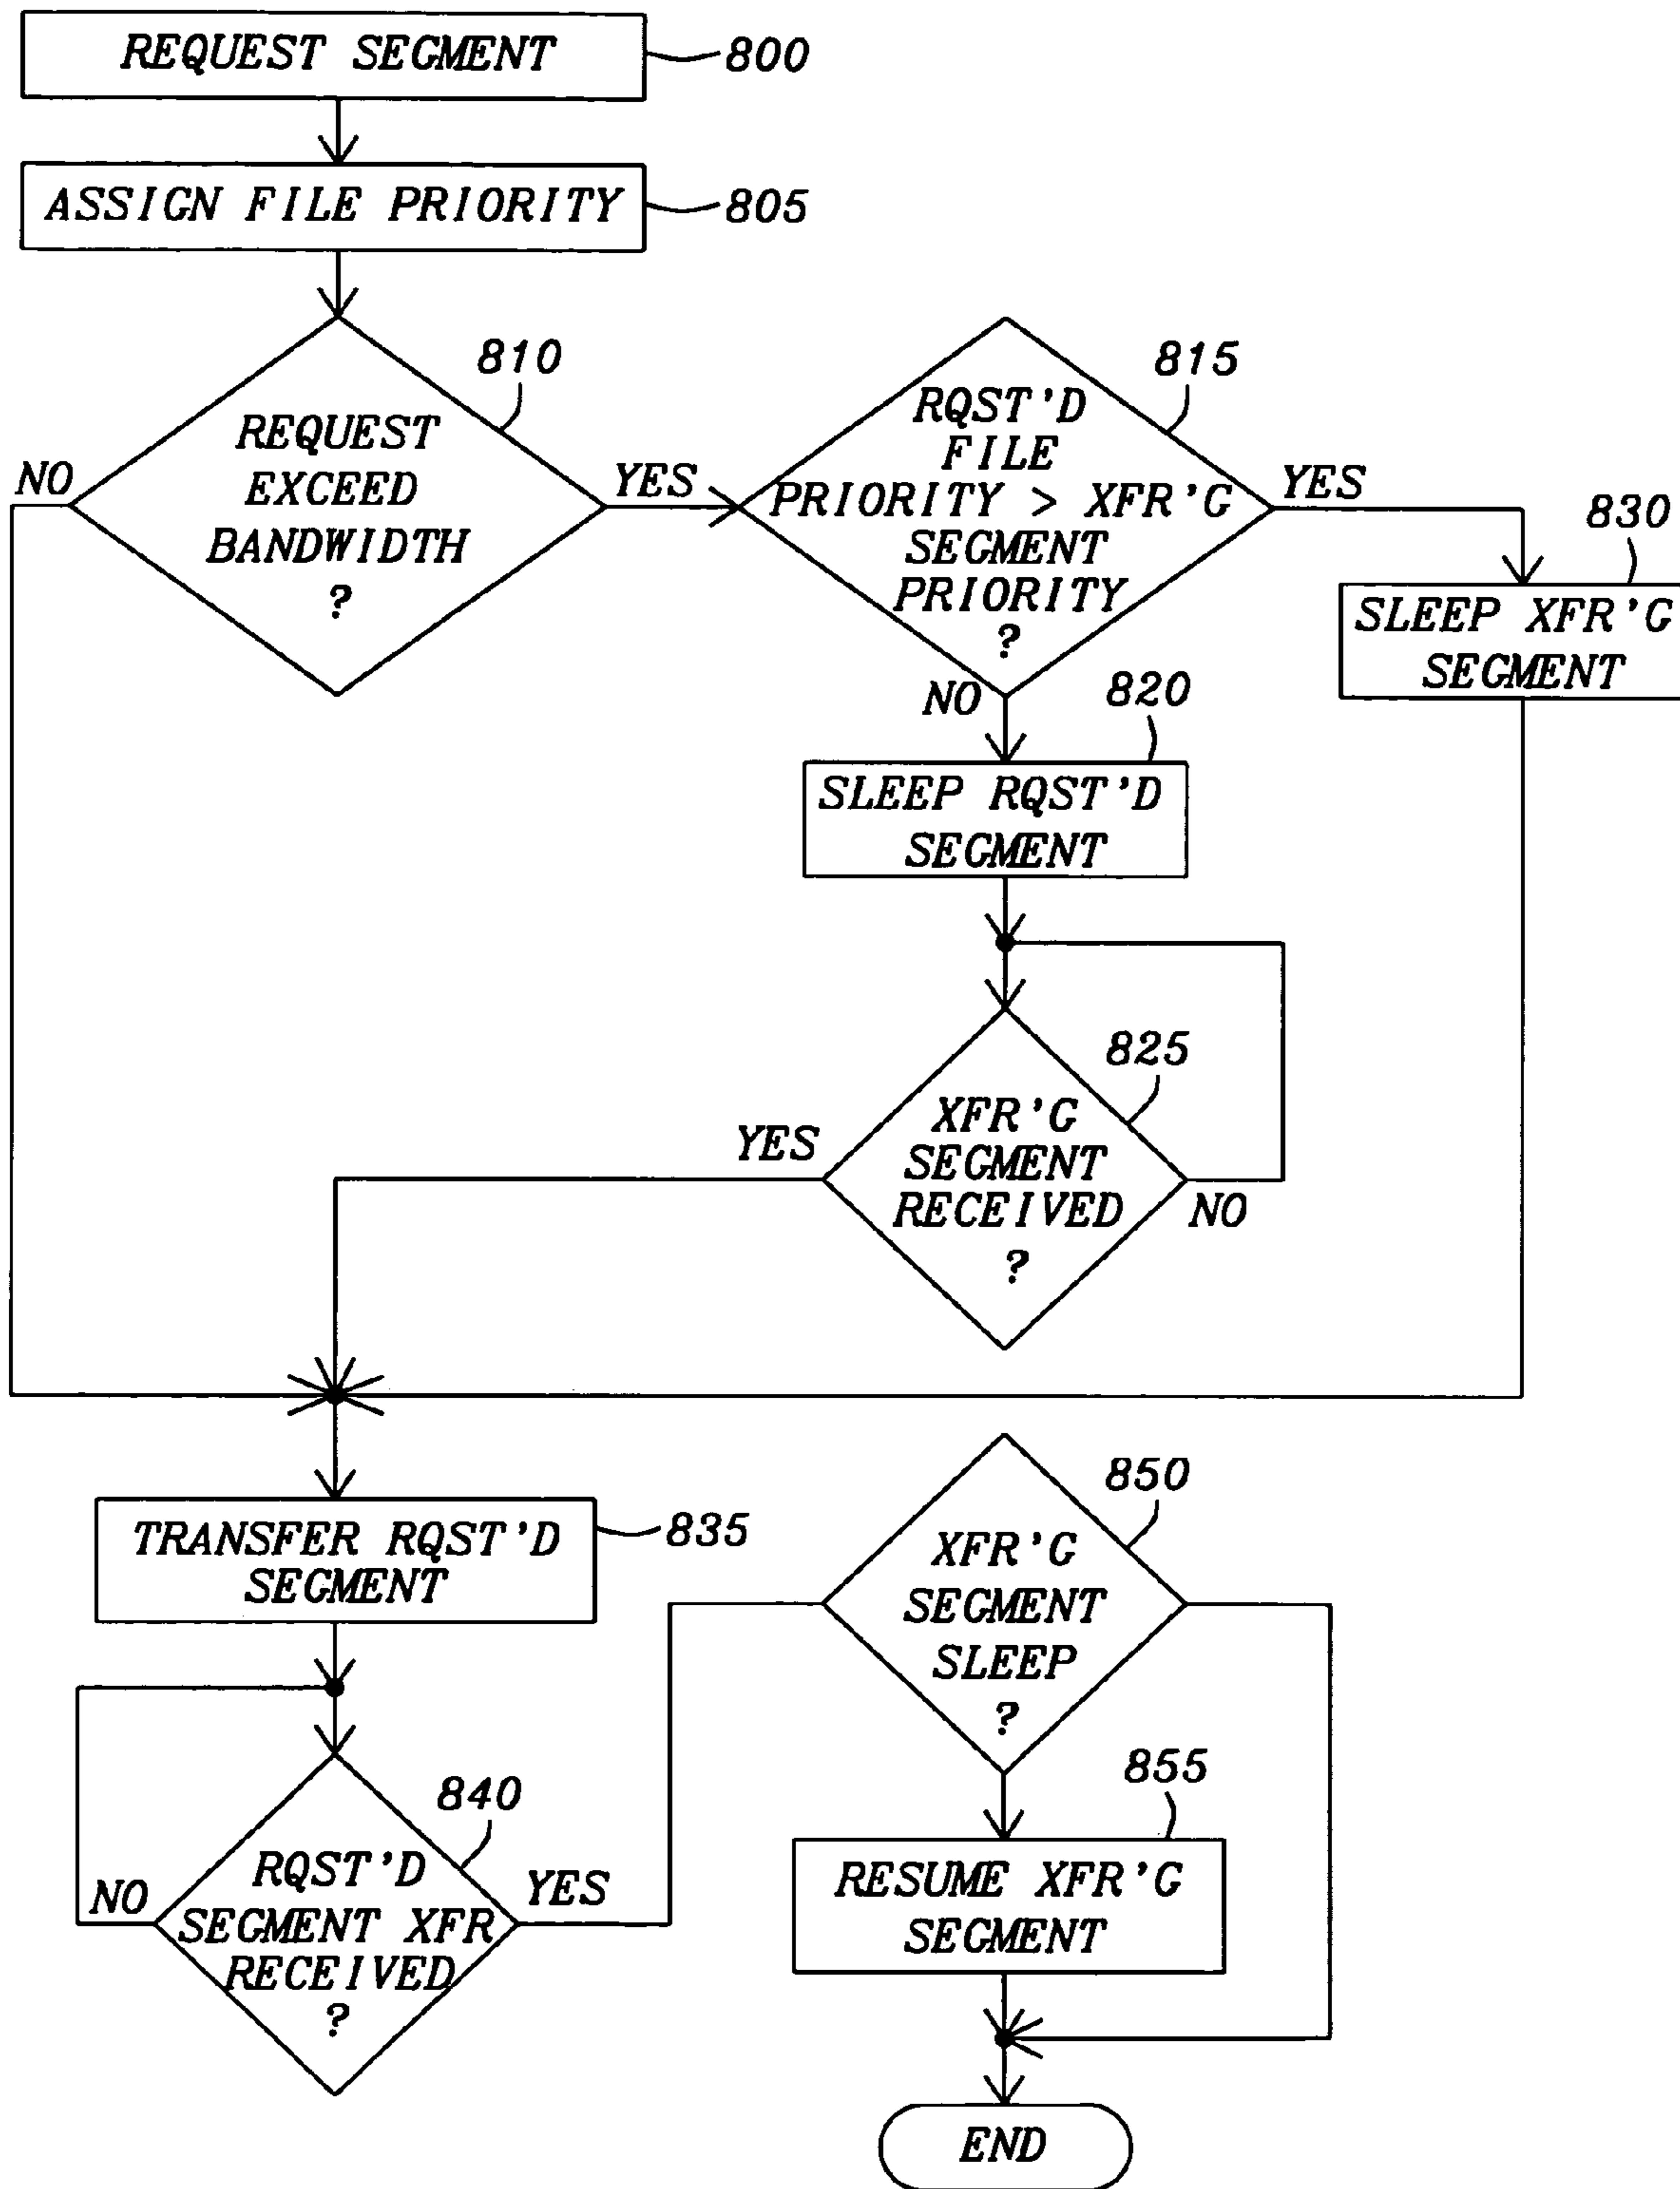 REQUEST SEGMENT
800
ASSIGN FILE PRIORITY
805
810
REQUEST
EXCEED
BANDWIDTH
?
NO
YES
815
RQST'D
FILE
PRIORITY > XFR'G
SEGMENT
PRIORITY
?
YES
NO
830
SLEEP XFR'G
SEGMENT
820
SLEEP RQST'D
SEGMENT
825
XFR'G
SEGMENT
RECEIVED
?
YES
NO
TRANSFER RQST'D
SEGMENT
835
840
RQST'D
SEGMENT XFR
RECEIVED
?
NO
YES
850
XFR'G
SEGMENT
SLEEP
?
855
RESUME XFR'G
SEGMENT
END